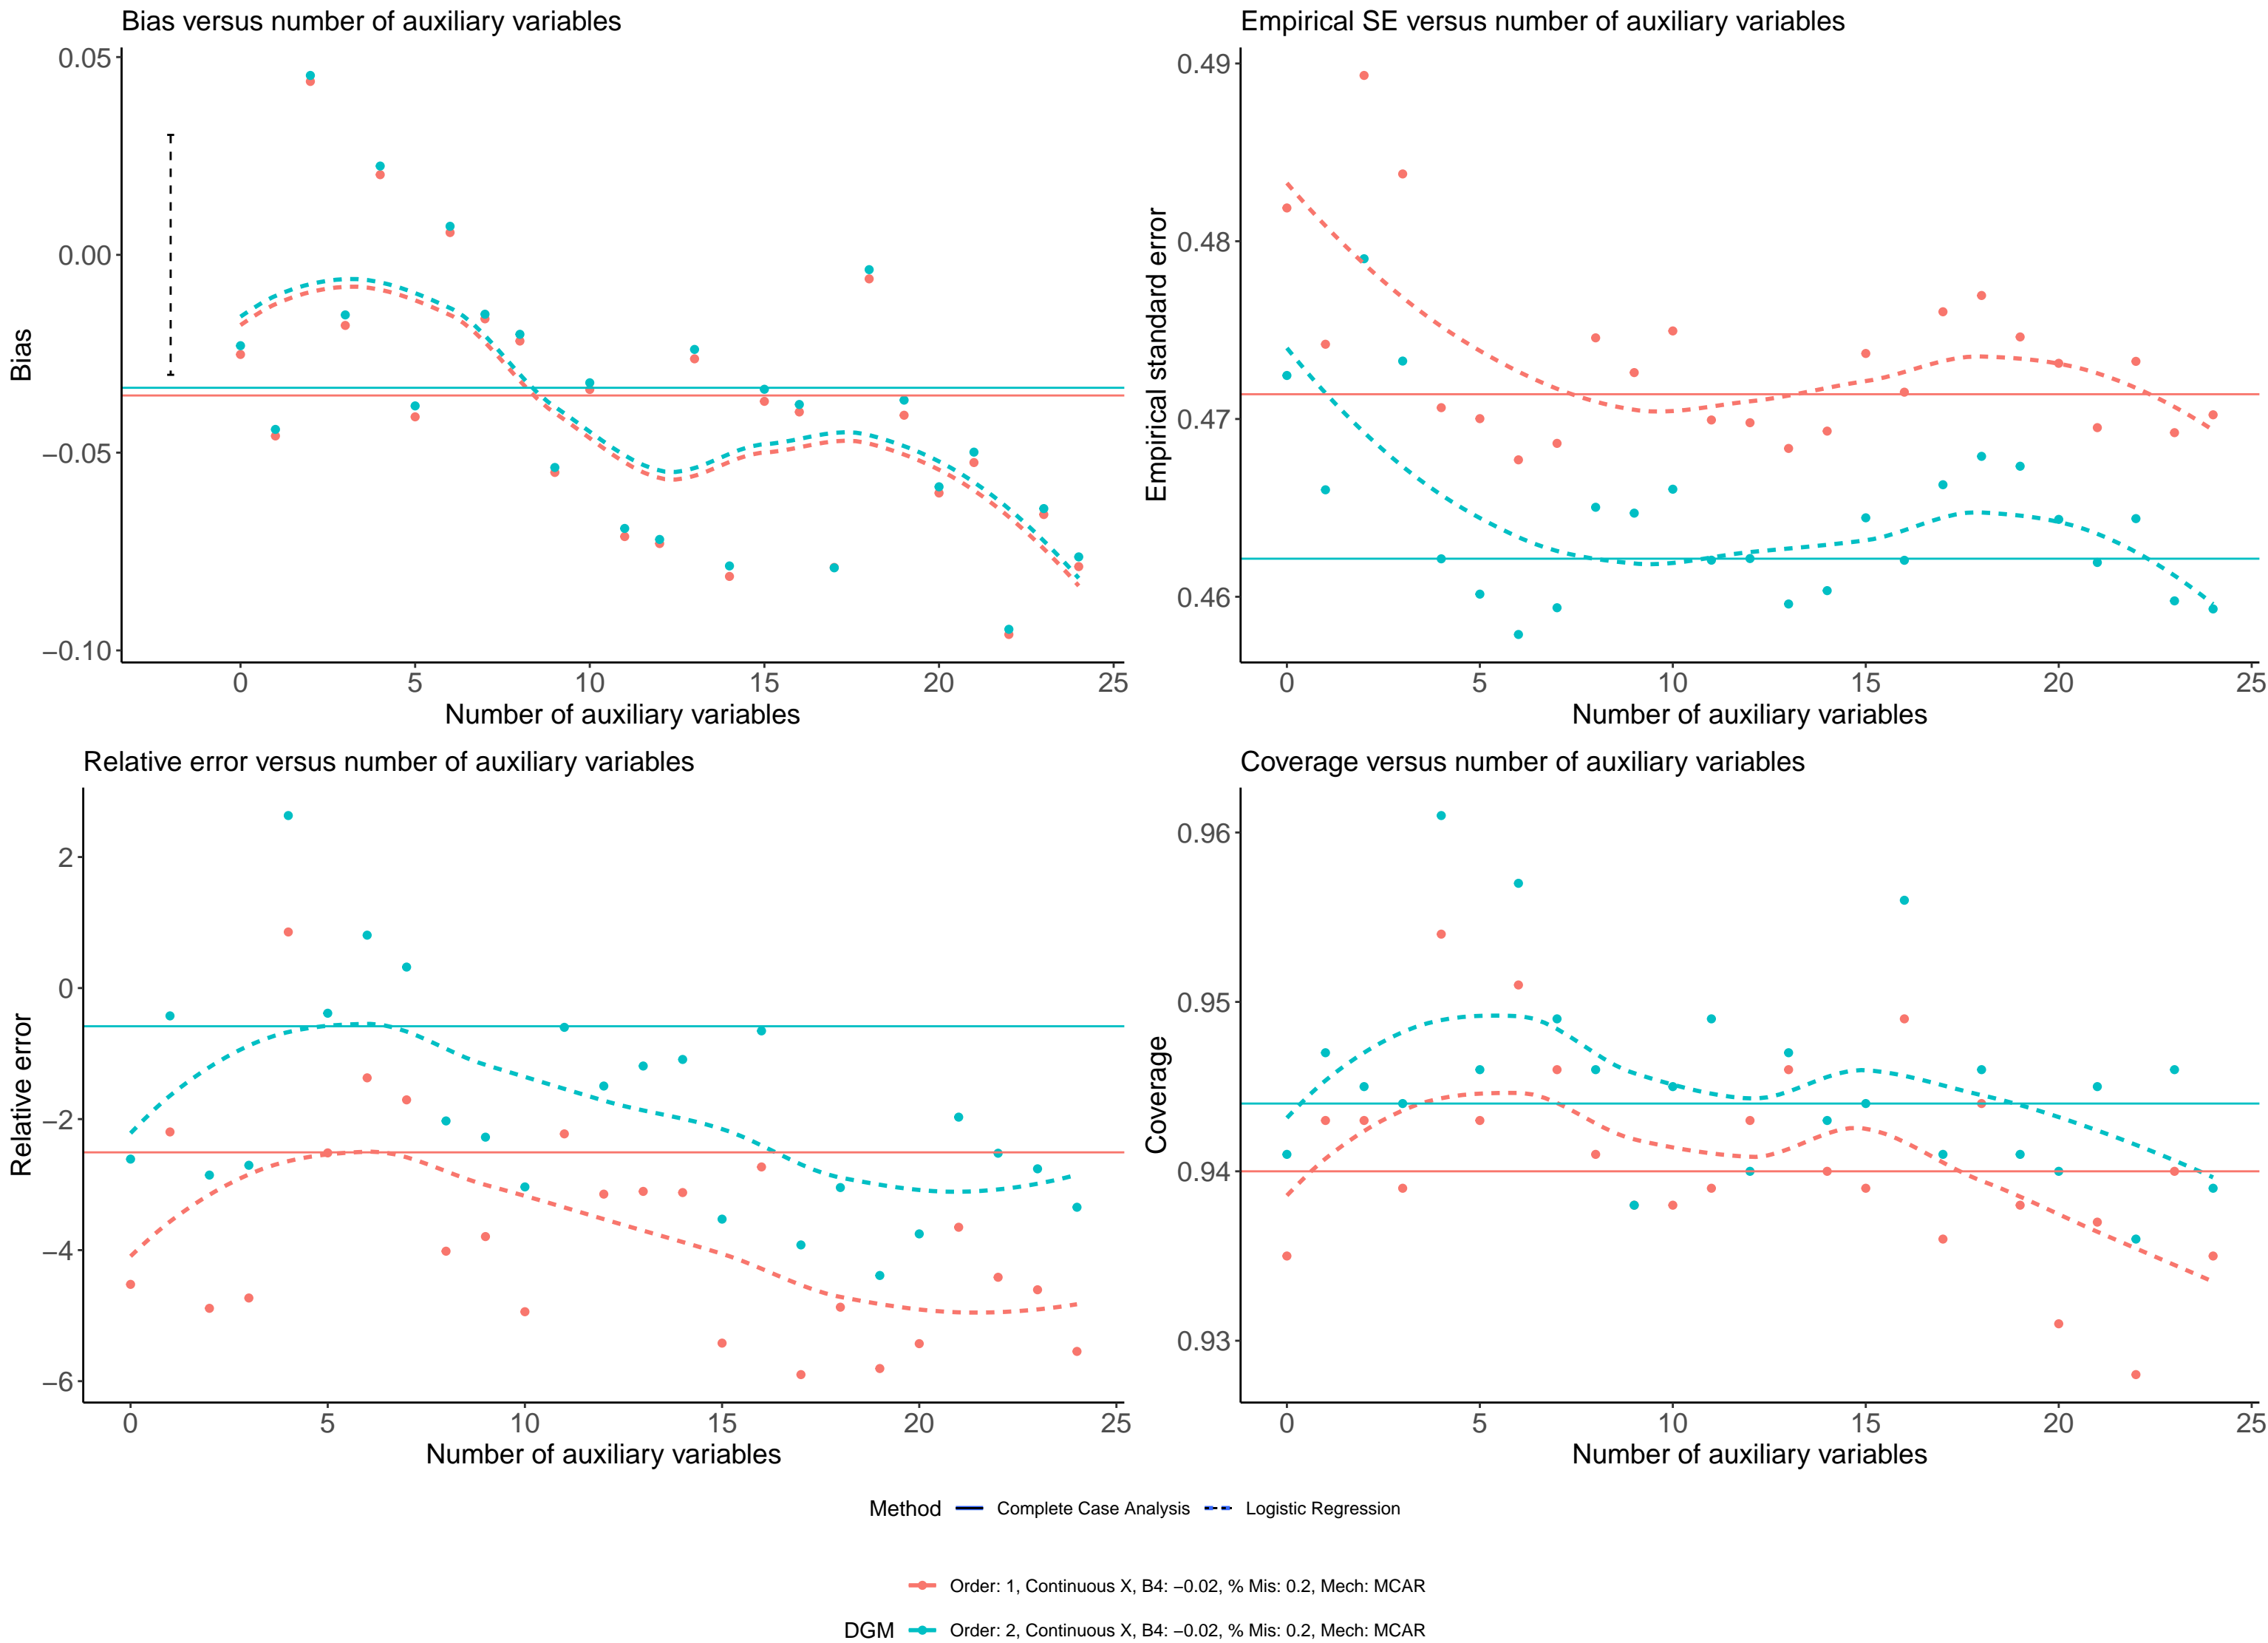 Bias versus number of auxiliary variables
0.05
0.00
−0.05
−0.10
Bias
0 5 10 15 20 25
Number of auxiliary variables
Empirical SE versus number of auxiliary variables
0.49
0.48
0.47
0.46
Empirical standard error
0 5 10 15 20 25
Number of auxiliary variables
Relative error versus number of auxiliary variables
2
0
−2
−4
−6
Relative error
0 5 10 15 20 25
Number of auxiliary variables
Coverage versus number of auxiliary variables
0.96
0.95
0.94
0.93
Coverage
0 5 10 15 20 25
Number of auxiliary variables
Method Complete Case Analysis Logistic Regression
Order: 1, Continuous X, B4: −0.02, % Mis: 0.2, Mech: MCAR
DGM Order: 2, Continuous X, B4: −0.02, % Mis: 0.2, Mech: MCAR